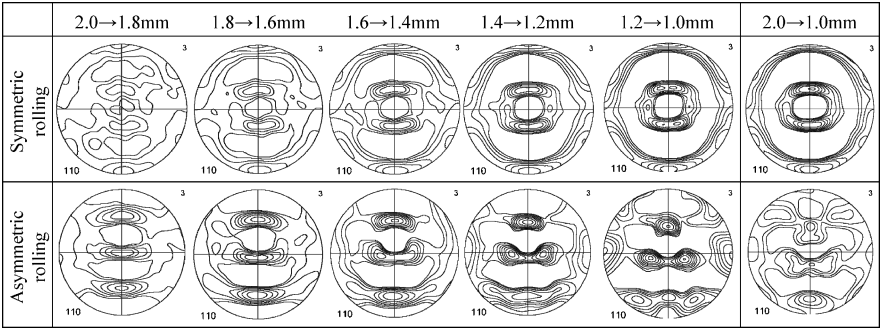 2.0→1.8mm 1.8→1.6mm 1.6→1.4mm 1.4→1.2mm 1.2→1.0mm 2.0→1.0mm
Symmetric
rolling
3 3 3 3 3 3
110 110 110 110 110 110
Asymmetric
rolling
3 3 3 3 3 3
110 110 110 110 110 110